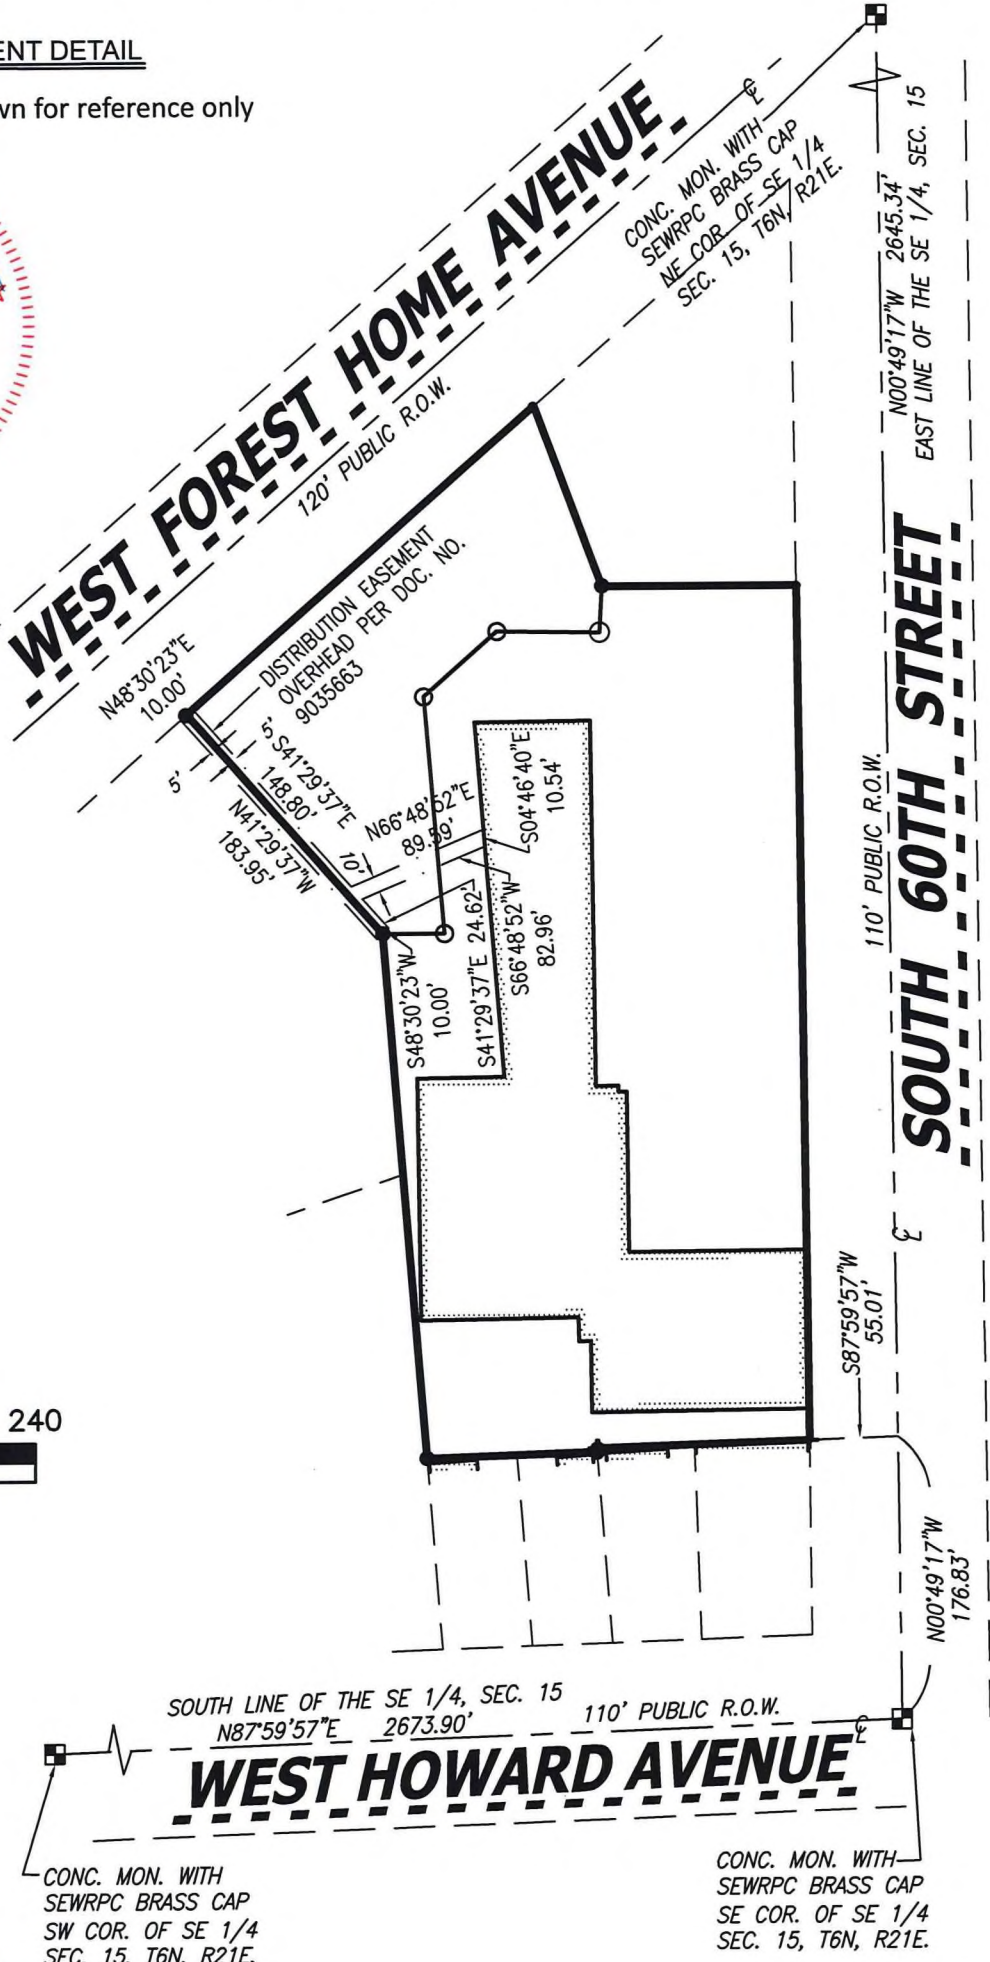 ENT DETAIL
wn for reference only
WEST FOREST HOME AVENUE
℄
120' PUBLIC R.O.W.
CONC. MON. WITH
SEWRPC BRASS CAP
NE COR. OF SE 1/4
SEC. 15, T6N, R21E.
N00°49'17"W 2645.34'
EAST LINE OF THE SE 1/4, SEC. 15
DISTRIBUTION EASEMENT
OVERHEAD PER DOC. NO.
9035663
N48°30'23"E
10.00'
5'
5'
S41°29'37"E
148.80'
N41°29'37"W
183.95'
10'
N66°48'52"E
89.59'
S04°46'40"E
10.54'
S66°48'52"W
82.96'
S41°29'37"E 24.62'
S48°30'23"W
10.00'
110' PUBLIC R.O.W.
SOUTH 60TH STREET
℄
S87°59'57"W
55.01'
240
N00°49'17"W
176.83'
SOUTH LINE OF THE SE 1/4, SEC. 15
N87°59'57"E 2673.90'
110' PUBLIC R.O.W.
℄
WEST HOWARD AVENUE
CONC. MON. WITH
SEWRPC BRASS CAP
SW COR. OF SE 1/4
SEC. 15, T6N, R21E.
CONC. MON. WITH
SEWRPC BRASS CAP
SE COR. OF SE 1/4
SEC. 15, T6N, R21E.